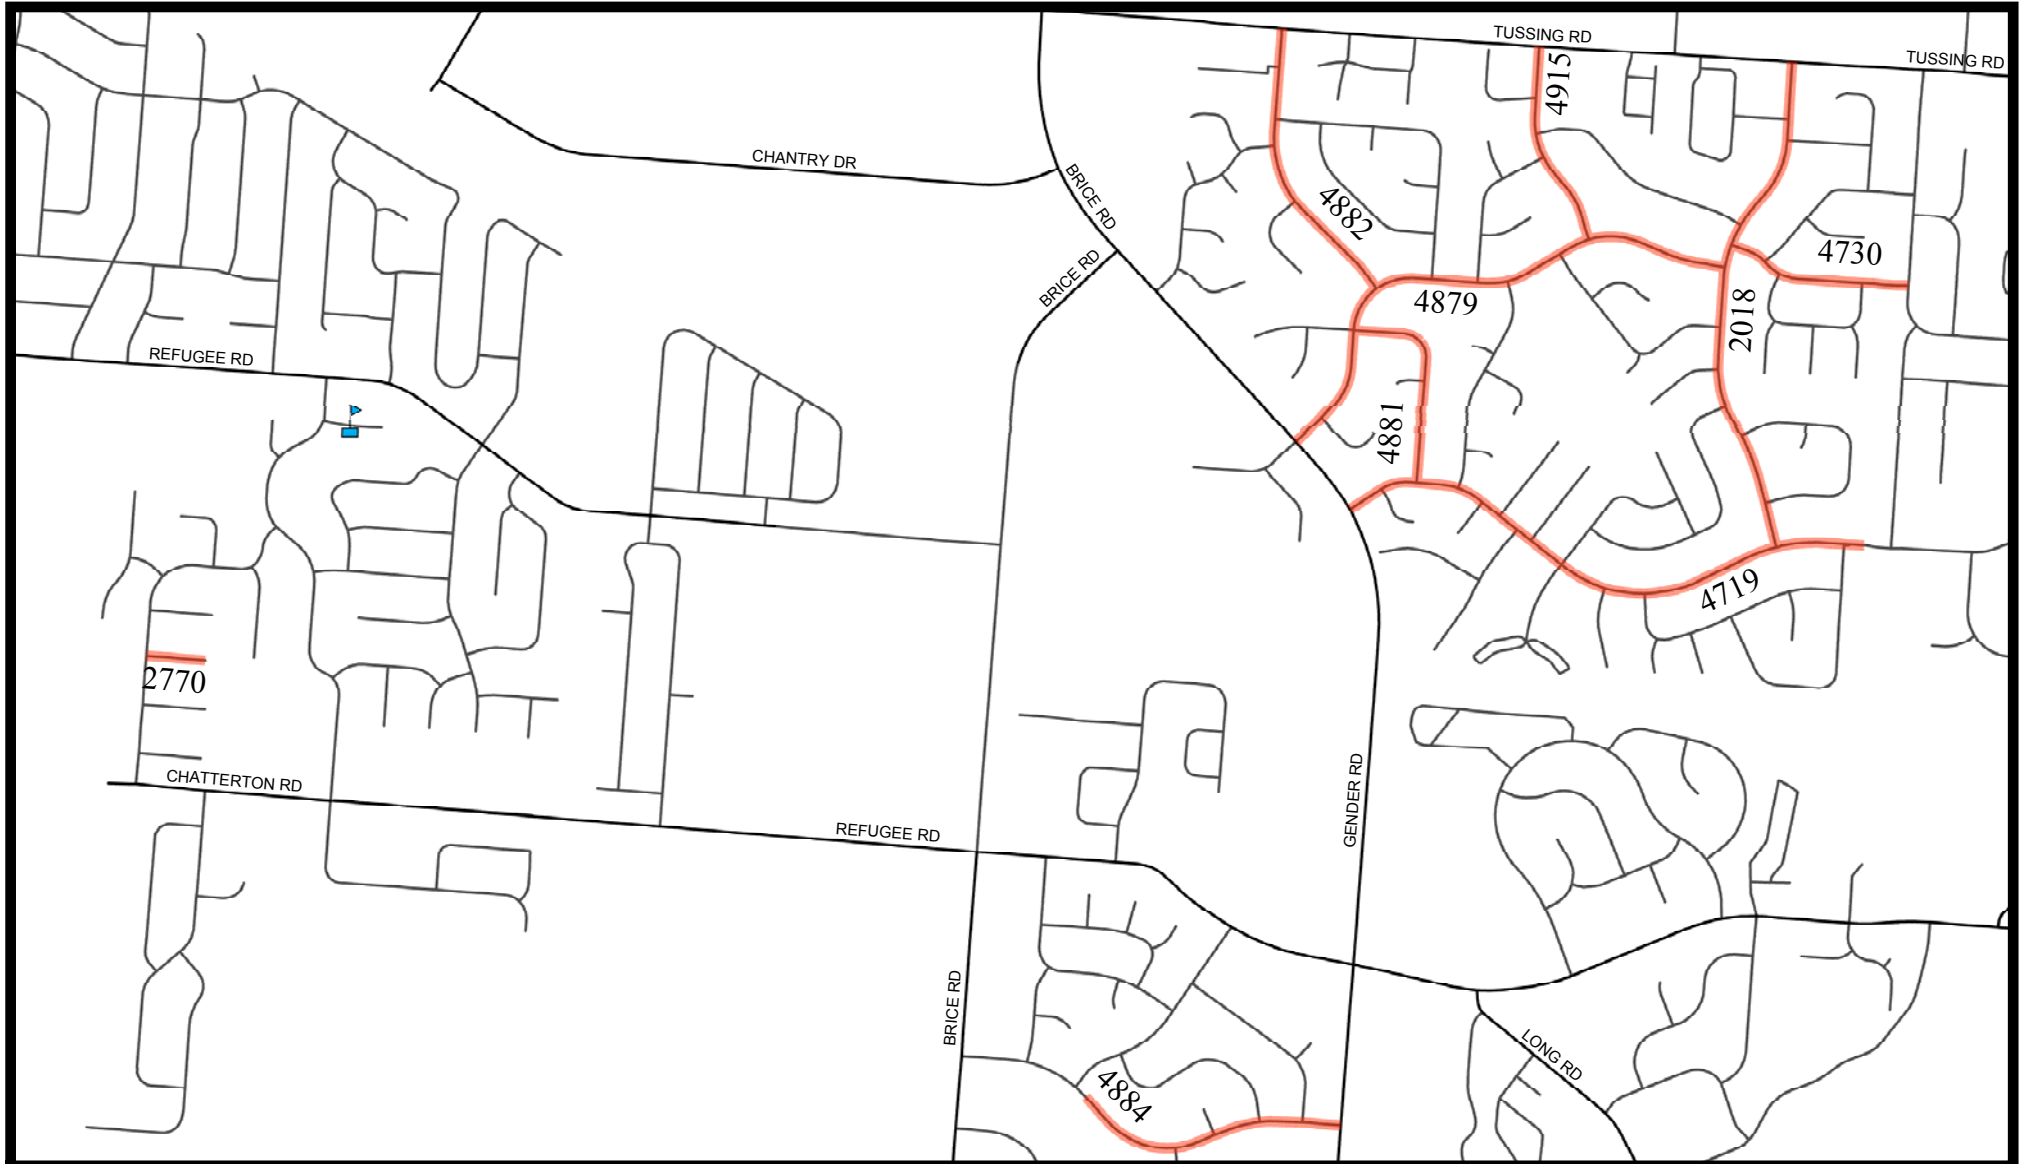 TUSSING RD
TUSSING RD
4915
CHANTRY DR
BRICE RD
4882
BRICE RD
4730
4879
2018
REFUGEE RD
4881
4719
2770
CHATTERTON RD
REFUGEE RD
GENDER RD
BRICE RD
LONG RD
4884